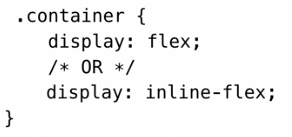 .container {
    display: flex;
    /* OR */
    display: inline-flex;
}